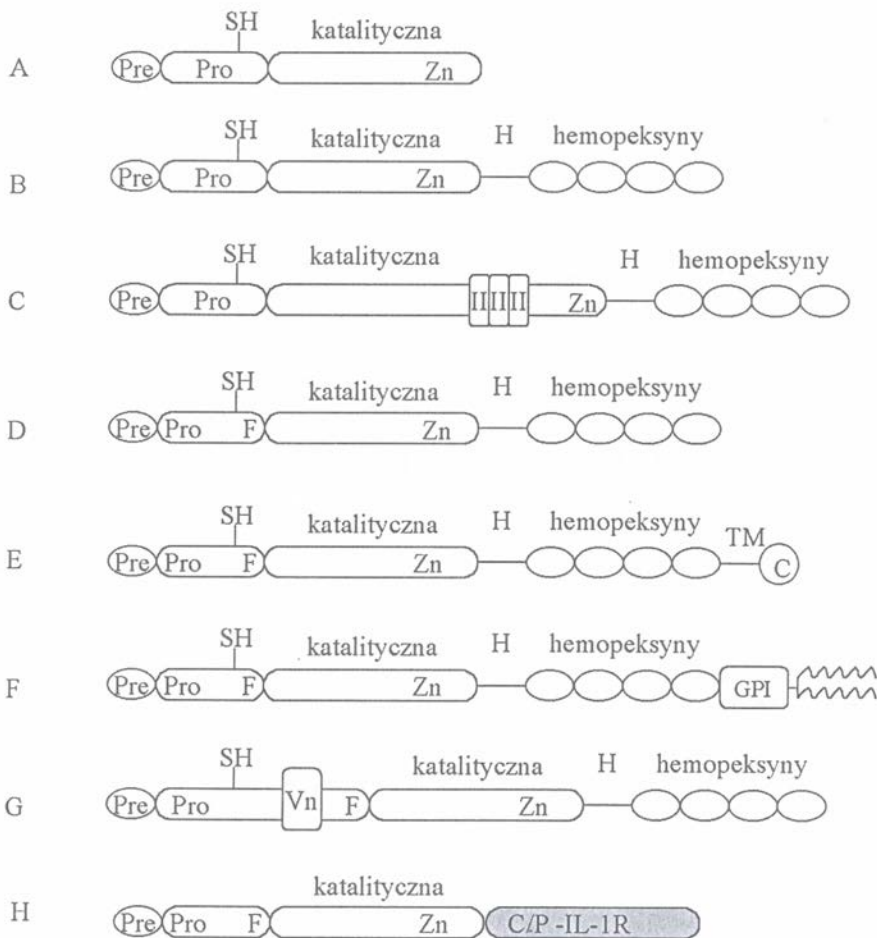 SH katalityczna
A Pre Pro Zn
SH katalityczna H hemopeksyny
B Pre Pro Zn
SH katalityczna H hemopeksyny
C Pre Pro II II II Zn
SH katalityczna H hemopeksyny
D Pre Pro F Zn
SH katalityczna H hemopeksyny TM
E Pre Pro F Zn C
SH katalityczna H hemopeksyny
F Pre Pro F Zn GPI
SH katalityczna H hemopeksyny
G Pre Pro Vn F Zn
katalityczna
H Pre Pro F Zn C/P-IL-1R